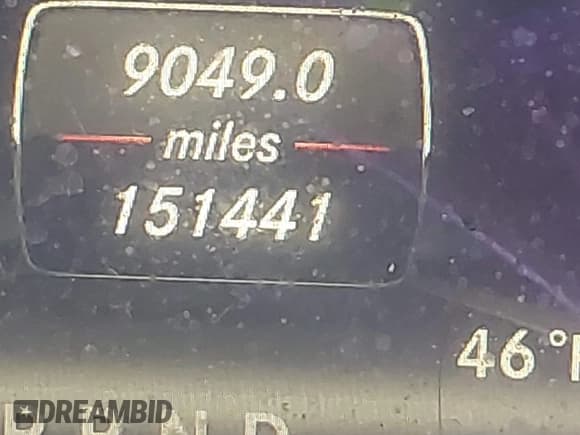 9049.0
miles
151441
46 °F
DREAMBID
P R N D